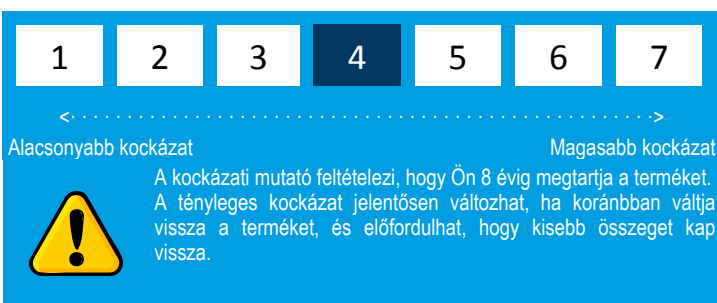 1 2 3 4 5 6 7
Alacsonyabb kockázat Magasabb kockázat
A kockázati mutató feltételezi, hogy Ön 8 évig megtartja a terméket.
A tényleges kockázat jelentősen változhat, ha koránbban váltja
vissza a terméket, és előfordulhat, hogy kisebb összeget kap
vissza.